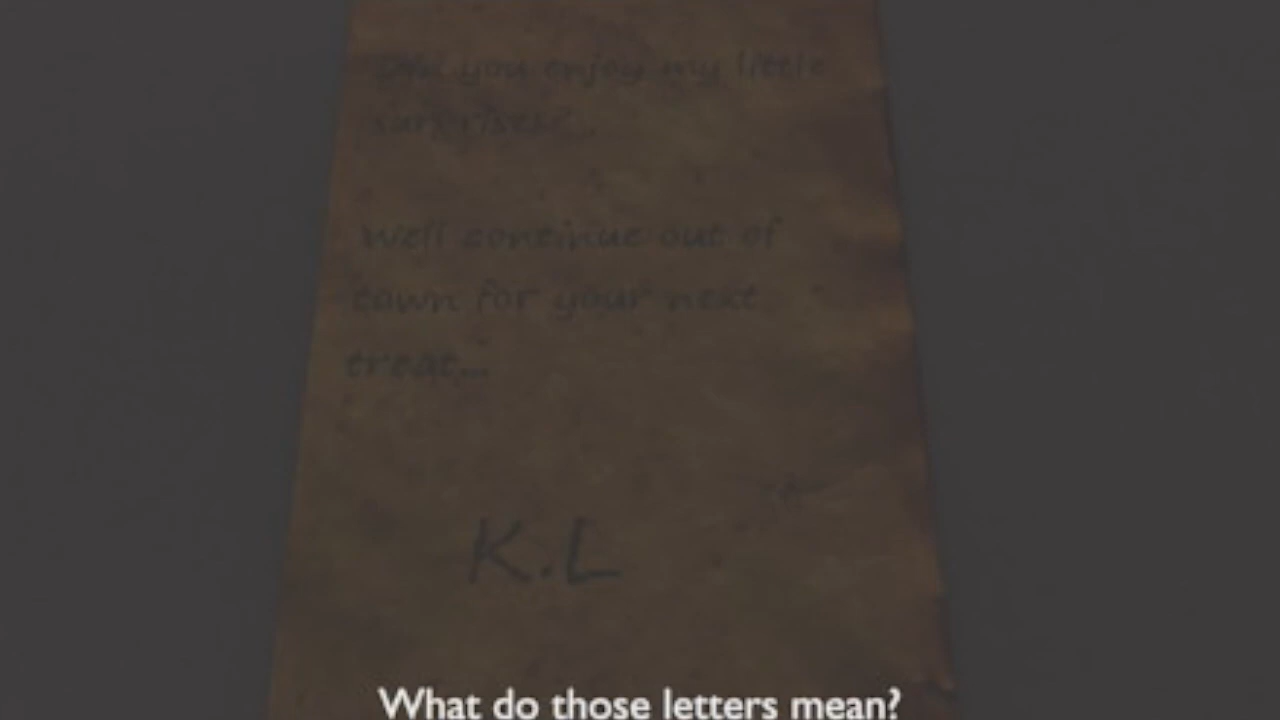 Did you enjoy my little
surprises?..
Well continue out of
town for your next
treat...
K.L
What do those letters mean?